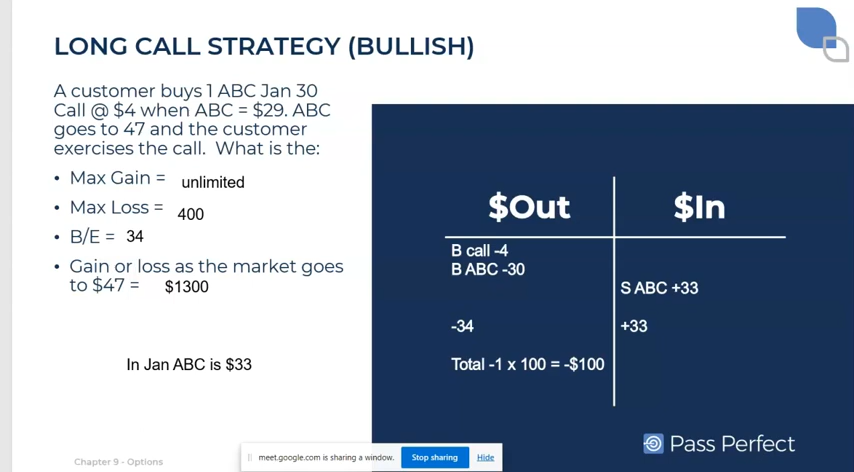 LONG CALL STRATEGY (BULLISH)
A customer buys 1 ABC Jan 30
Call @ $4 when ABC = $29. ABC
goes to 47 and the customer
exercises the call. What is the:
• Max Gain = unlimited
• Max Loss = 400
• B/E = 34
• Gain or loss as the market goes
to $47 = $1300
In Jan ABC is $33
$Out $In
B call -4
B ABC -30
S ABC +33
-34 +33
Total -1 x 100 = -$100
Pass Perfect
Chapter 9 - Options
meet.google.com is sharing a window. Stop sharing Hide